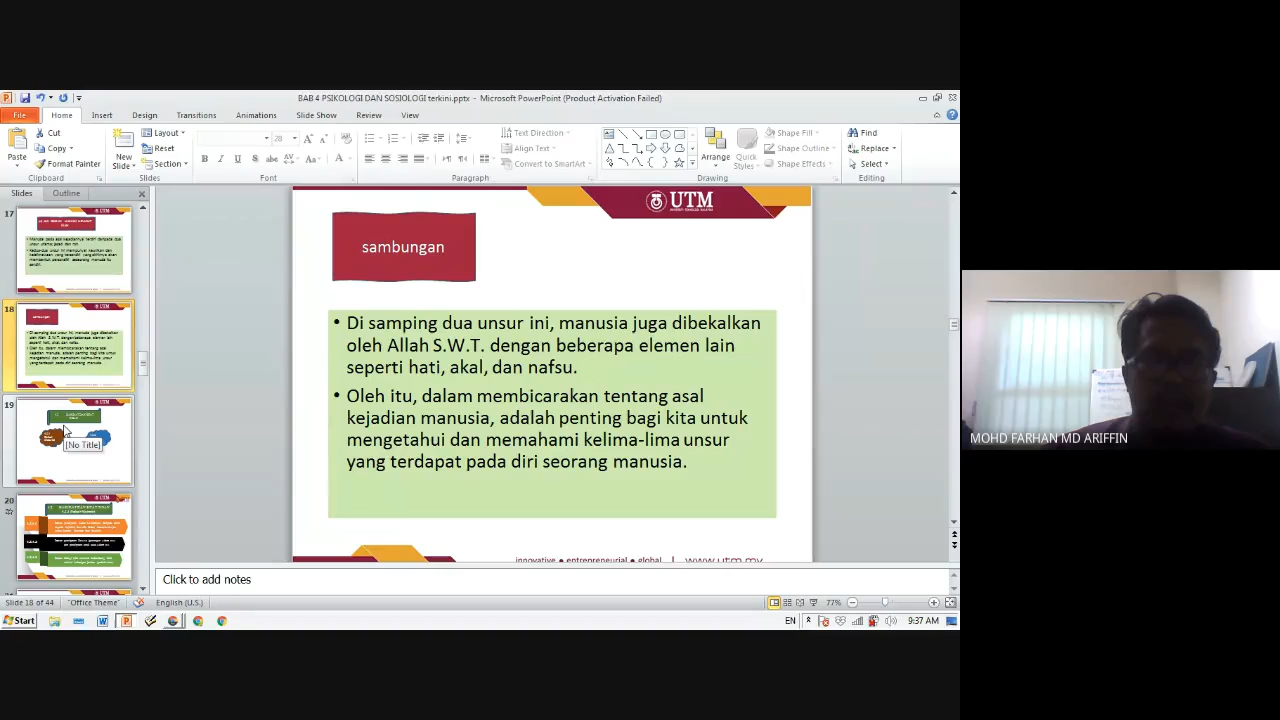 BAB 4 PSIKOLOGI DAN SOSIOLOGI terkini.pptx - Microsoft PowerPoint (Product Activation Failed)
File Home Insert Design Transitions Animations Slide Show Review View
Cut
Copy
Format Painter
Paste
Clipboard
New Slide
Layout
Reset
Section
Slides
28
Font
Text Direction
Align Text
Convert to SmartArt
Paragraph
Arrange
Quick Styles
Shape Fill
Shape Outline
Shape Effects
Drawing
Find
Replace
Select
Editing
Slides Outline
17
18
sambungan
19
[No Title]
20
UTM
sambungan
• Di samping dua unsur ini, manusia juga dibekalkan
oleh Allah S.W.T. dengan beberapa elemen lain
seperti hati, akal, dan nafsu.
• Oleh itu, dalam membicarakan tentang asal
kejadian manusia, adalah penting bagi kita untuk
mengetahui dan memahami kelima-lima unsur
yang terdapat pada diri seorang manusia.
innovative ● entrepreneurial ● global | www.utm.my
Click to add notes
Slide 18 of 44 "Office Theme" English (U.S.) 77%
Start EN 9:37 AM
MOHD FARHAN MD ARIFFIN